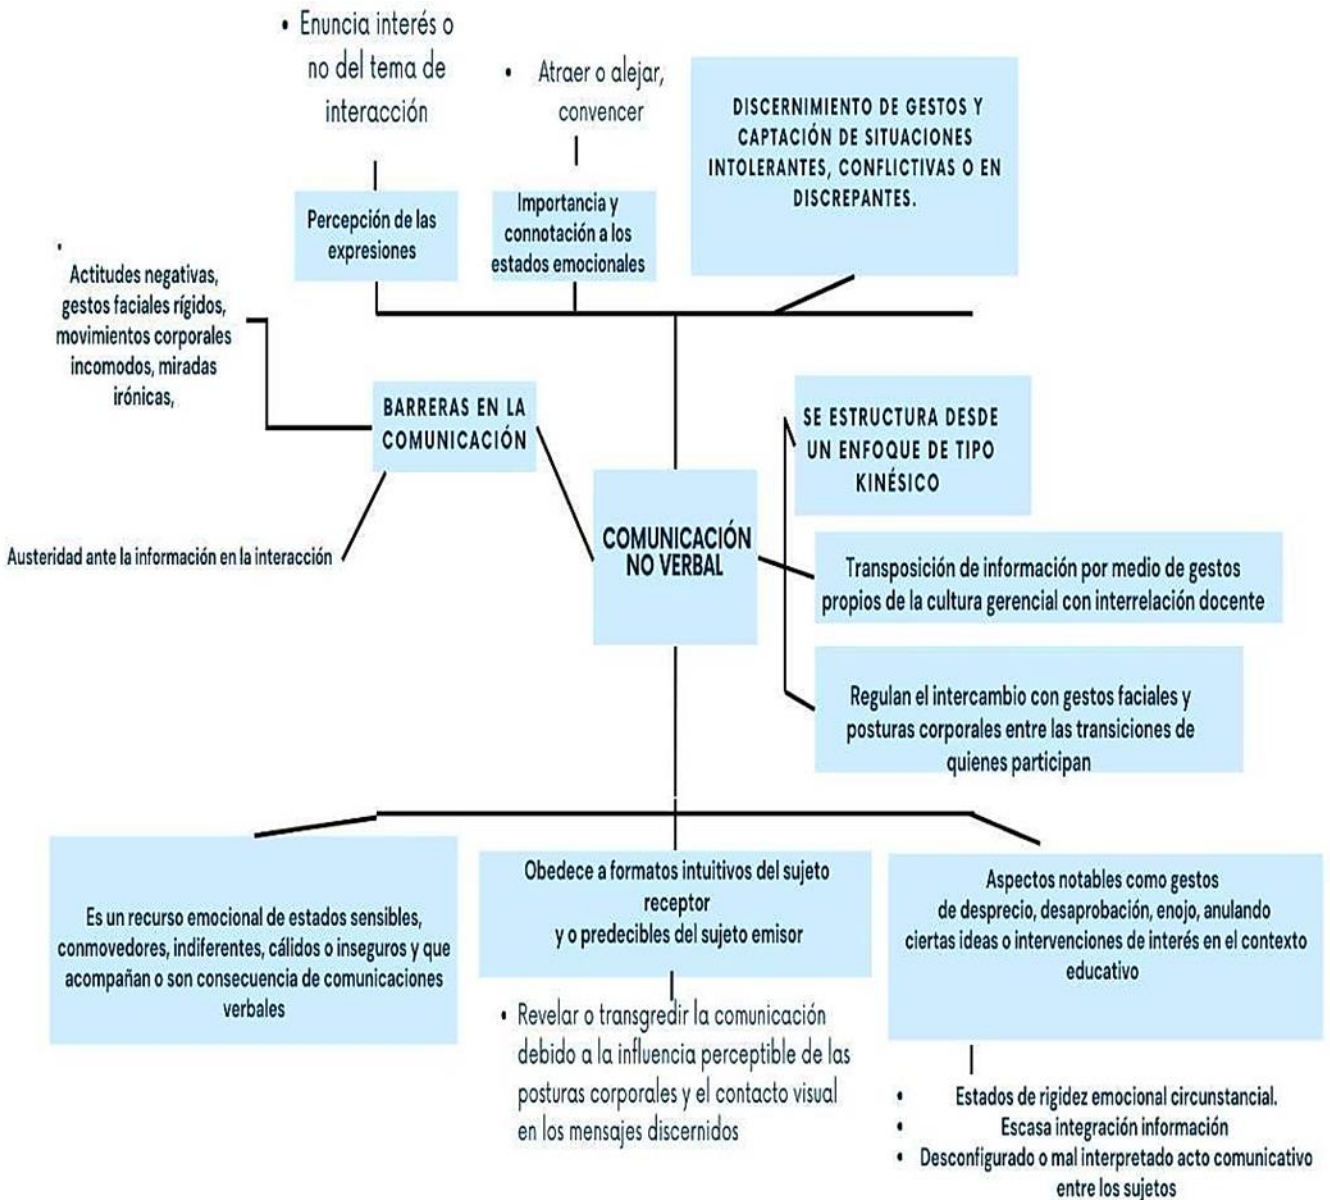 • Enuncia interés o
no del tema de
interacción
• Atraer o alejar,
convencer
DISCERNIMIENTO DE GESTOS Y
CAPTACIÓN DE SITUACIONES
INTOLERANTES, CONFLICTIVAS O EN
DISCREPANTES.
Percepción de las
expresiones
Importancia y
connotación a los
estados emocionales
•
Actitudes negativas,
gestos faciales rígidos,
movimientos corporales
incomodos, miradas
irónicas,
BARRERAS EN LA
COMUNICACIÓN
SE ESTRUCTURA DESDE
UN ENFOQUE DE TIPO
KINÉSICO
Austeridad ante la información en la interacción
COMUNICACIÓN
NO VERBAL
Transposición de información por medio de gestos
propios de la cultura gerencial con interrelación docente
Regulan el intercambio con gestos faciales y
posturas corporales entre las transiciones de
quienes participan
Es un recurso emocional de estados sensibles,
conmovedores, indiferentes, cálidos o inseguros y que
acompañan o son consecuencia de comunicaciones
verbales
Obedece a formatos intuitivos del sujeto
receptor
y o predecibles del sujeto emisor
• Revelar o transgredir la comunicación
debido a la influencia perceptible de las
posturas corporales y el contacto visual
en los mensajes discernidos
Aspectos notables como gestos
de desprecio, desaprobación, enojo, anulando
ciertas ideas o intervenciones de interés en el contexto
educativo
• Estados de rigidez emocional circunstancial.
• Escasa integración información
• Desconfigurado o mal interpretado acto comunicativo
entre los sujetos